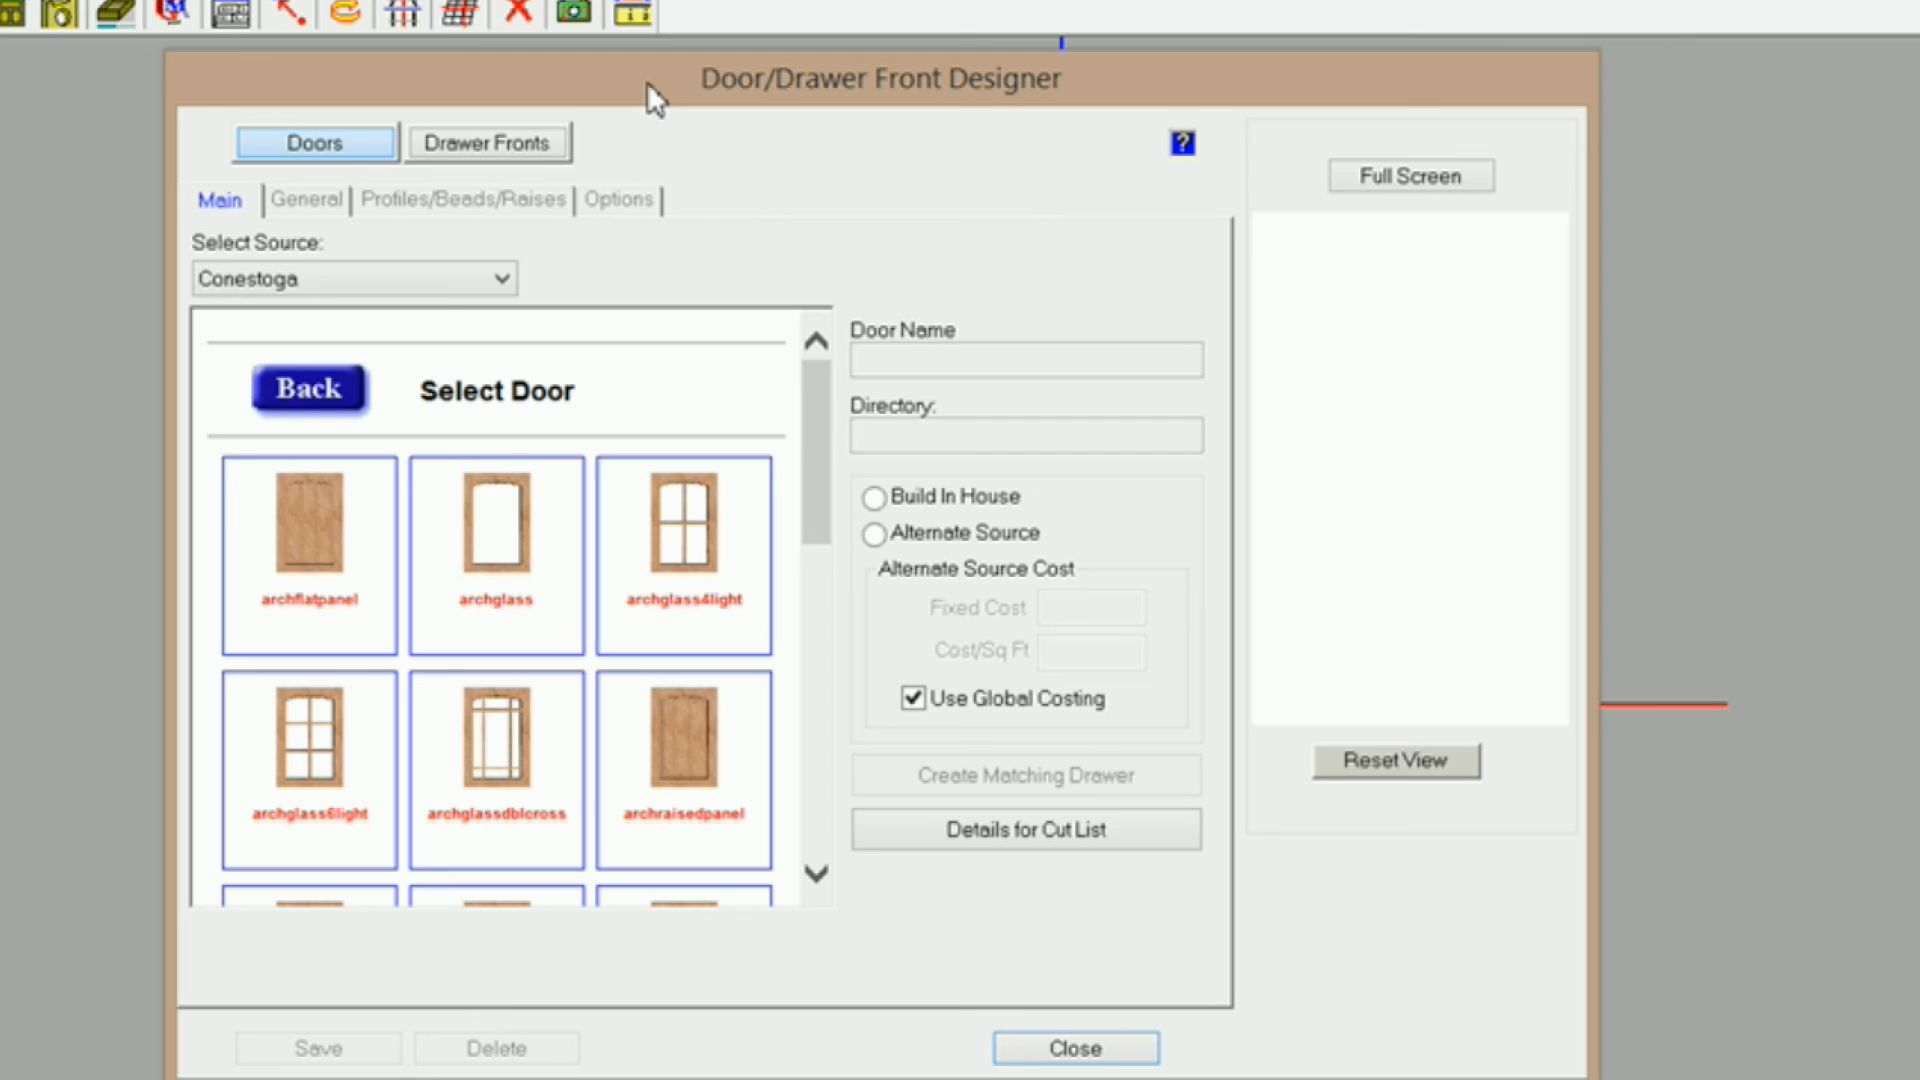 Door/Drawer Front Designer
Doors
Drawer Fronts
?
Full Screen
Main
General
Profiles/Beads/Raises
Options
Select Source:
Conestoga
Back
Select Door
archflatpanel
archglass
archglass4light
archglass6light
archglassdblcross
archraisedpanel
Door Name
Directory:
Build In House
Alternate Source
Alternate Source Cost
Fixed Cost
Cost/Sq Ft
Use Global Costing
Create Matching Drawer
Details for Cut List
Reset View
Save
Delete
Close